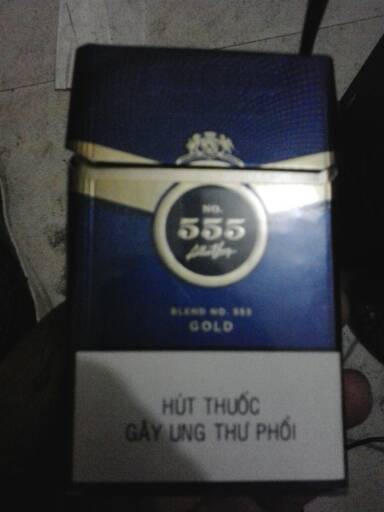 NO.
555
BLEND NO. 555
GOLD
HÚT THUỐC
GÂY UNG THƯ PHỔI